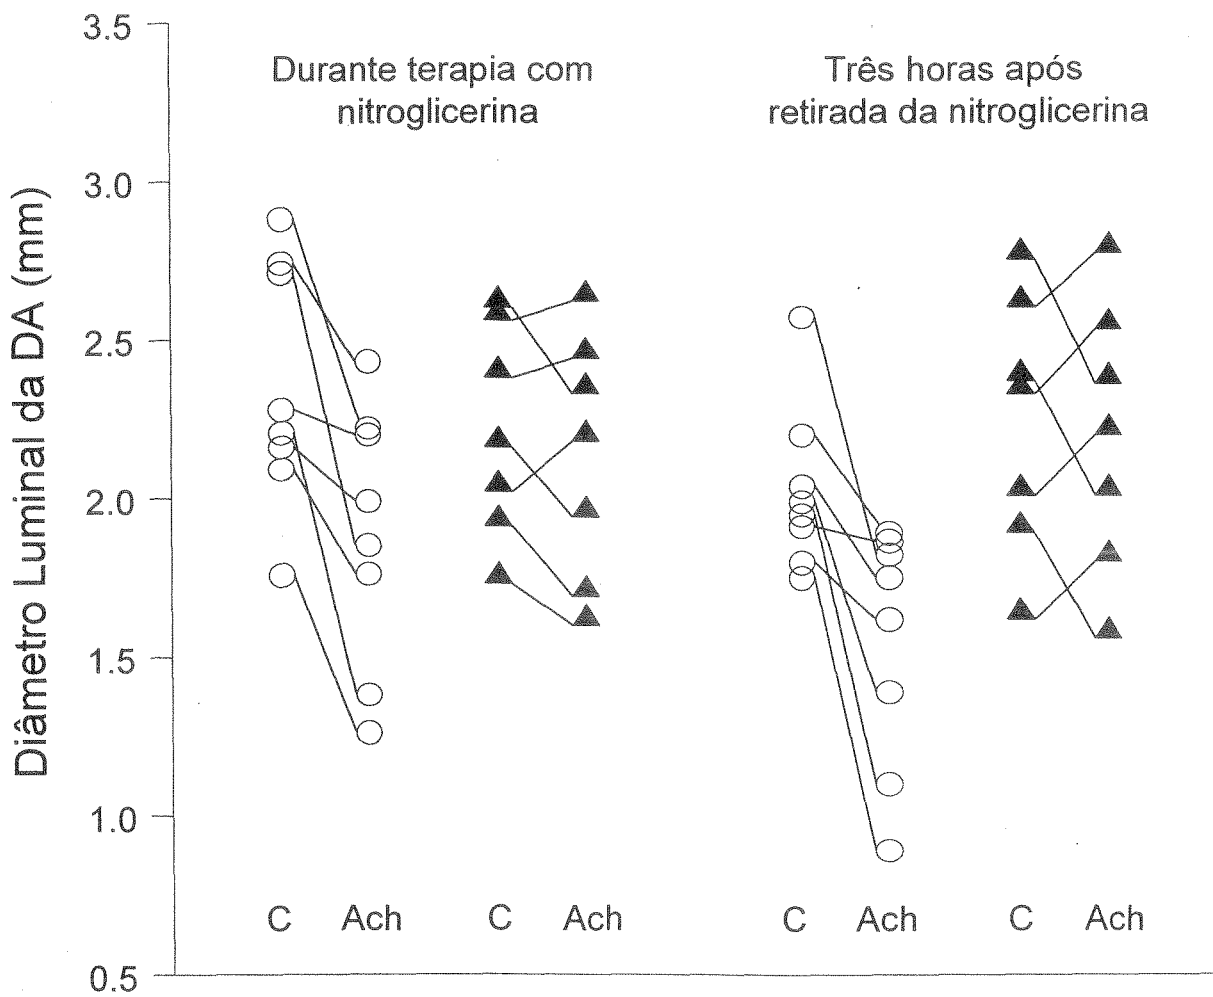 3.5
Durante terapia com
nitroglicerina
Três horas após
retirada da nitroglicerina
3.0
2.5
2.0
1.5
1.0
0.5
Diâmetro Luminal da DA (mm)
C Ach C Ach C Ach C Ach